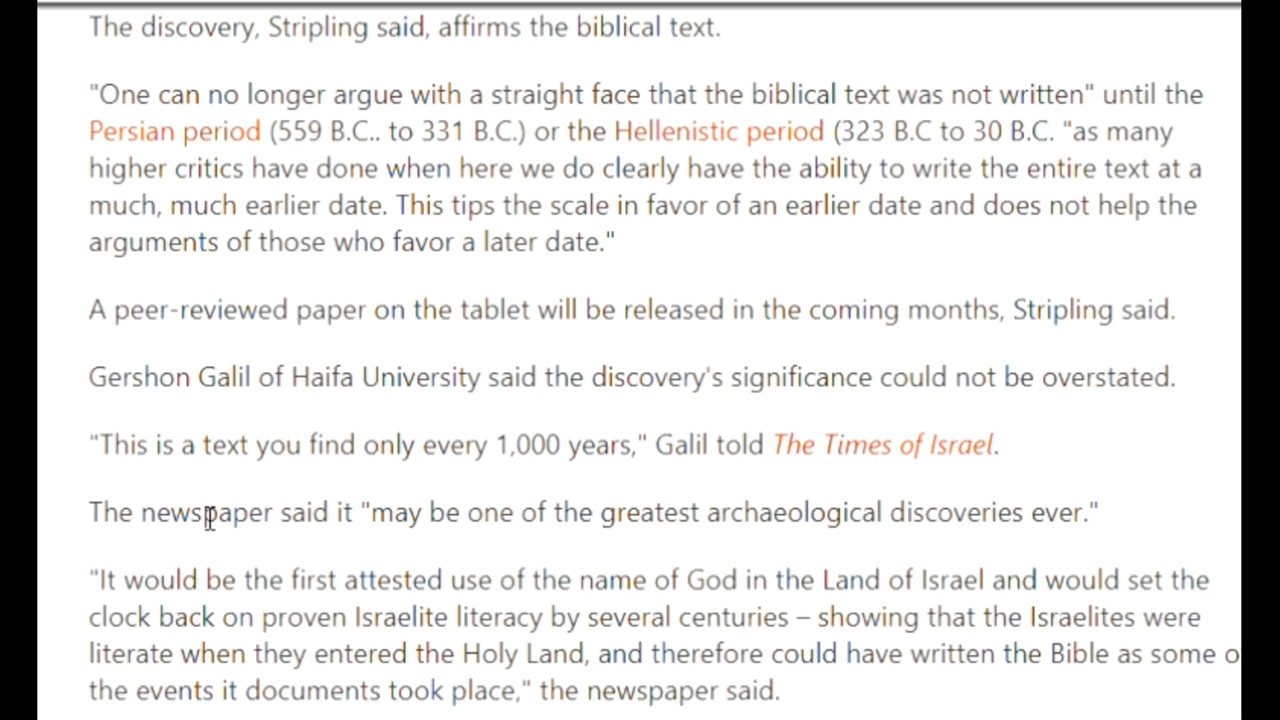 The discovery, Stripling said, affirms the biblical text.
"One can no longer argue with a straight face that the biblical text was not written" until the
Persian period (559 B.C.. to 331 B.C.) or the Hellenistic period (323 B.C to 30 B.C. "as many
higher critics have done when here we do clearly have the ability to write the entire text at a
much, much earlier date. This tips the scale in favor of an earlier date and does not help the
arguments of those who favor a later date."
A peer-reviewed paper on the tablet will be released in the coming months, Stripling said.
Gershon Galil of Haifa University said the discovery's significance could not be overstated.
"This is a text you find only every 1,000 years," Galil told The Times of Israel.
The newspaper said it "may be one of the greatest archaeological discoveries ever."
"It would be the first attested use of the name of God in the Land of Israel and would set the
clock back on proven Israelite literacy by several centuries – showing that the Israelites were
literate when they entered the Holy Land, and therefore could have written the Bible as some o
the events it documents took place," the newspaper said.